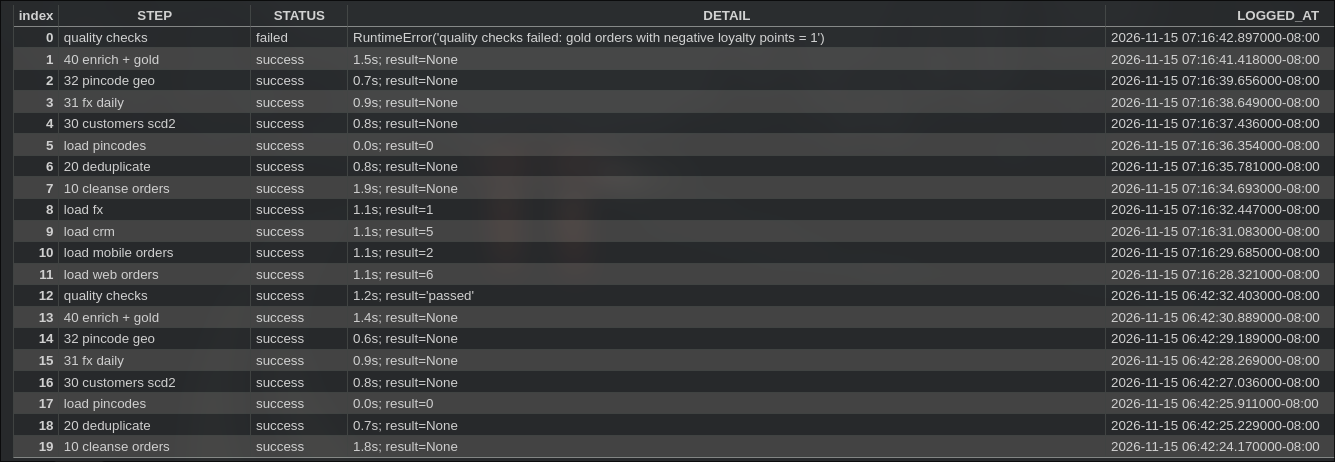 index STEP STATUS DETAIL LOGGED_AT
0 quality checks failed RuntimeError('quality checks failed: gold orders with negative loyalty points = 1') 2026-11-15 07:16:42.897000-08:00
1 40 enrich + gold success 1.5s; result=None 2026-11-15 07:16:41.418000-08:00
2 32 pincode geo success 0.7s; result=None 2026-11-15 07:16:39.656000-08:00
3 31 fx daily success 0.9s; result=None 2026-11-15 07:16:38.649000-08:00
4 30 customers scd2 success 0.8s; result=None 2026-11-15 07:16:37.436000-08:00
5 load pincodes success 0.0s; result=0 2026-11-15 07:16:36.354000-08:00
6 20 deduplicate success 0.8s; result=None 2026-11-15 07:16:35.781000-08:00
7 10 cleanse orders success 1.9s; result=None 2026-11-15 07:16:34.693000-08:00
8 load fx success 1.1s; result=1 2026-11-15 07:16:32.447000-08:00
9 load crm success 1.1s; result=5 2026-11-15 07:16:31.083000-08:00
10 load mobile orders success 1.1s; result=2 2026-11-15 07:16:29.685000-08:00
11 load web orders success 1.1s; result=6 2026-11-15 07:16:28.321000-08:00
12 quality checks success 1.2s; result='passed' 2026-11-15 06:42:32.403000-08:00
13 40 enrich + gold success 1.4s; result=None 2026-11-15 06:42:30.889000-08:00
14 32 pincode geo success 0.6s; result=None 2026-11-15 06:42:29.189000-08:00
15 31 fx daily success 0.9s; result=None 2026-11-15 06:42:28.269000-08:00
16 30 customers scd2 success 0.8s; result=None 2026-11-15 06:42:27.036000-08:00
17 load pincodes success 0.0s; result=0 2026-11-15 06:42:25.911000-08:00
18 20 deduplicate success 0.7s; result=None 2026-11-15 06:42:25.229000-08:00
19 10 cleanse orders success 1.8s; result=None 2026-11-15 06:42:24.170000-08:00